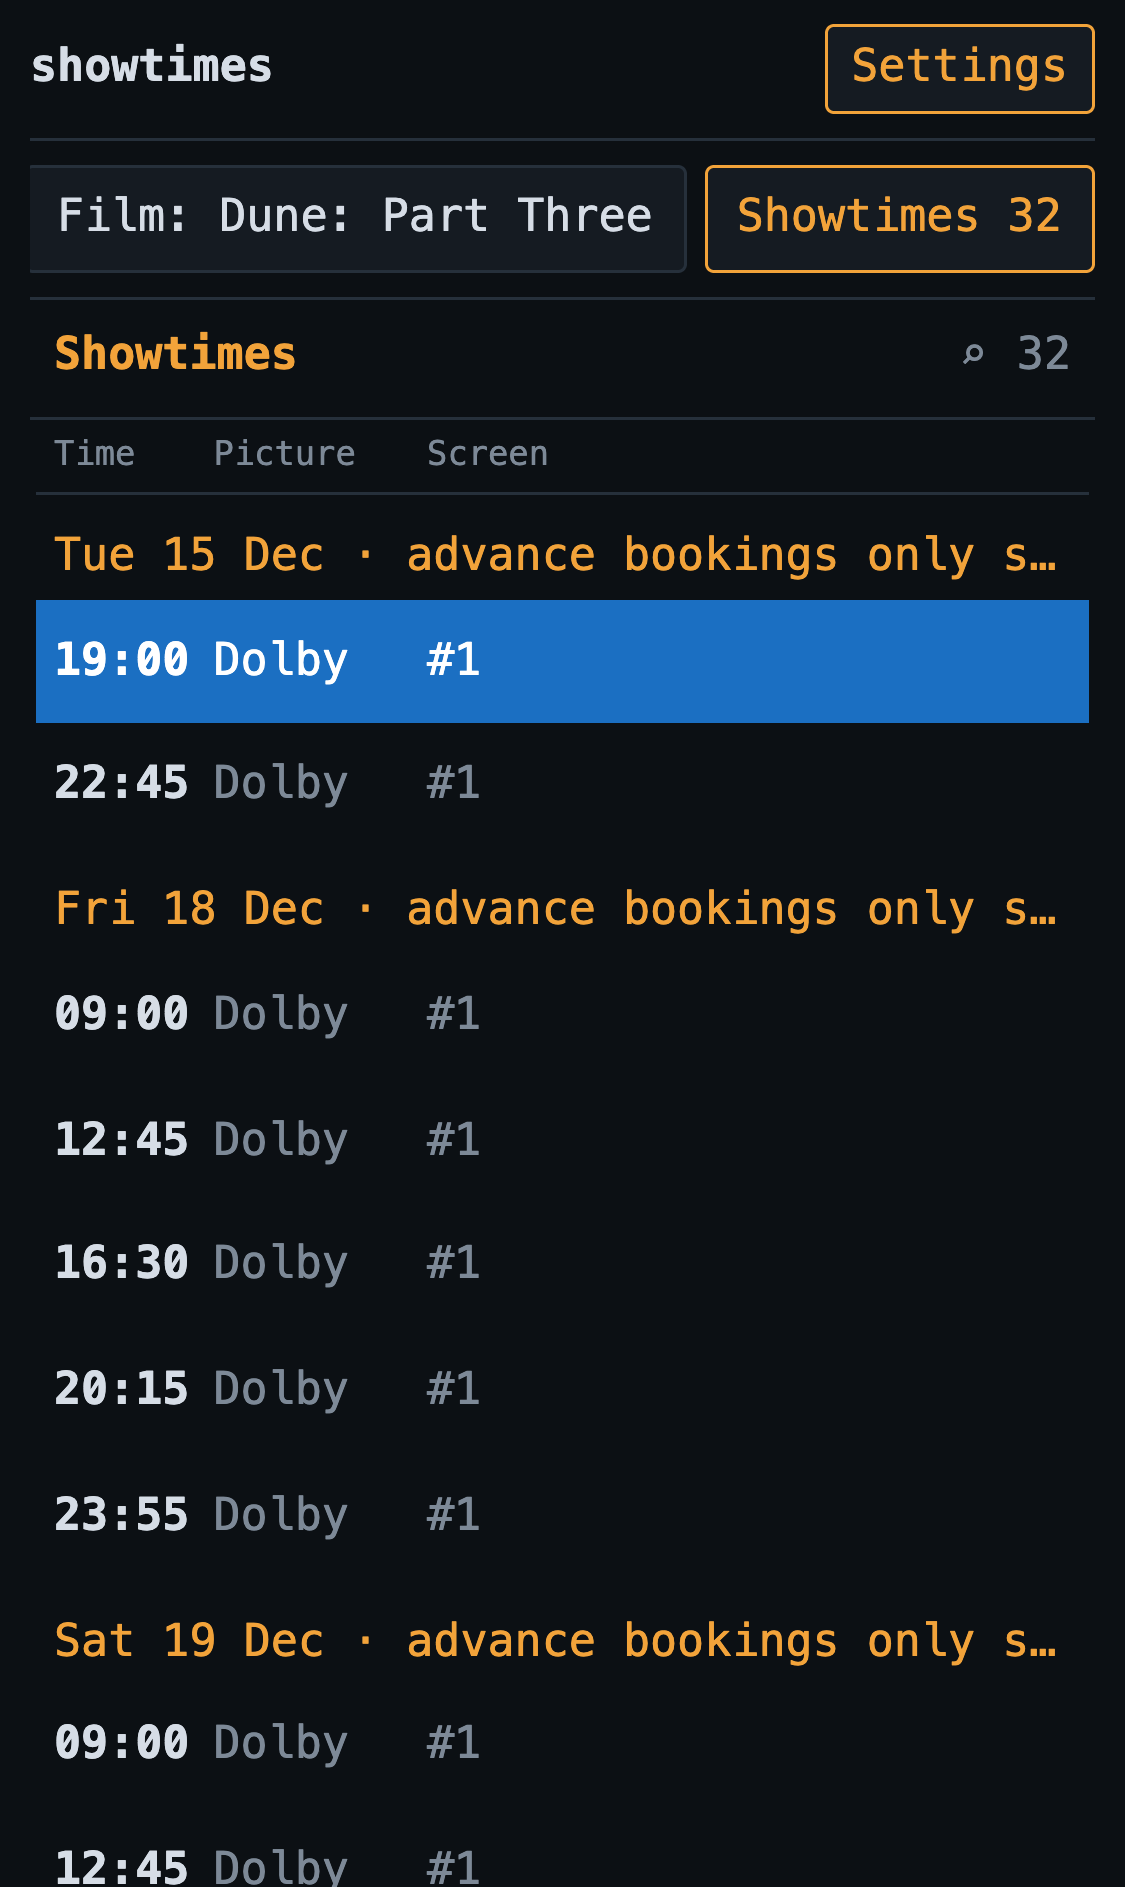 showtimes Settings
Film: Dune: Part Three Showtimes 32
Showtimes ⌕ 32
Time Picture Screen
Tue 15 Dec · advance bookings only s…
19:00 Dolby #1
22:45 Dolby #1
Fri 18 Dec · advance bookings only s…
09:00 Dolby #1
12:45 Dolby #1
16:30 Dolby #1
20:15 Dolby #1
23:55 Dolby #1
Sat 19 Dec · advance bookings only s…
09:00 Dolby #1
12:45 Dolby #1